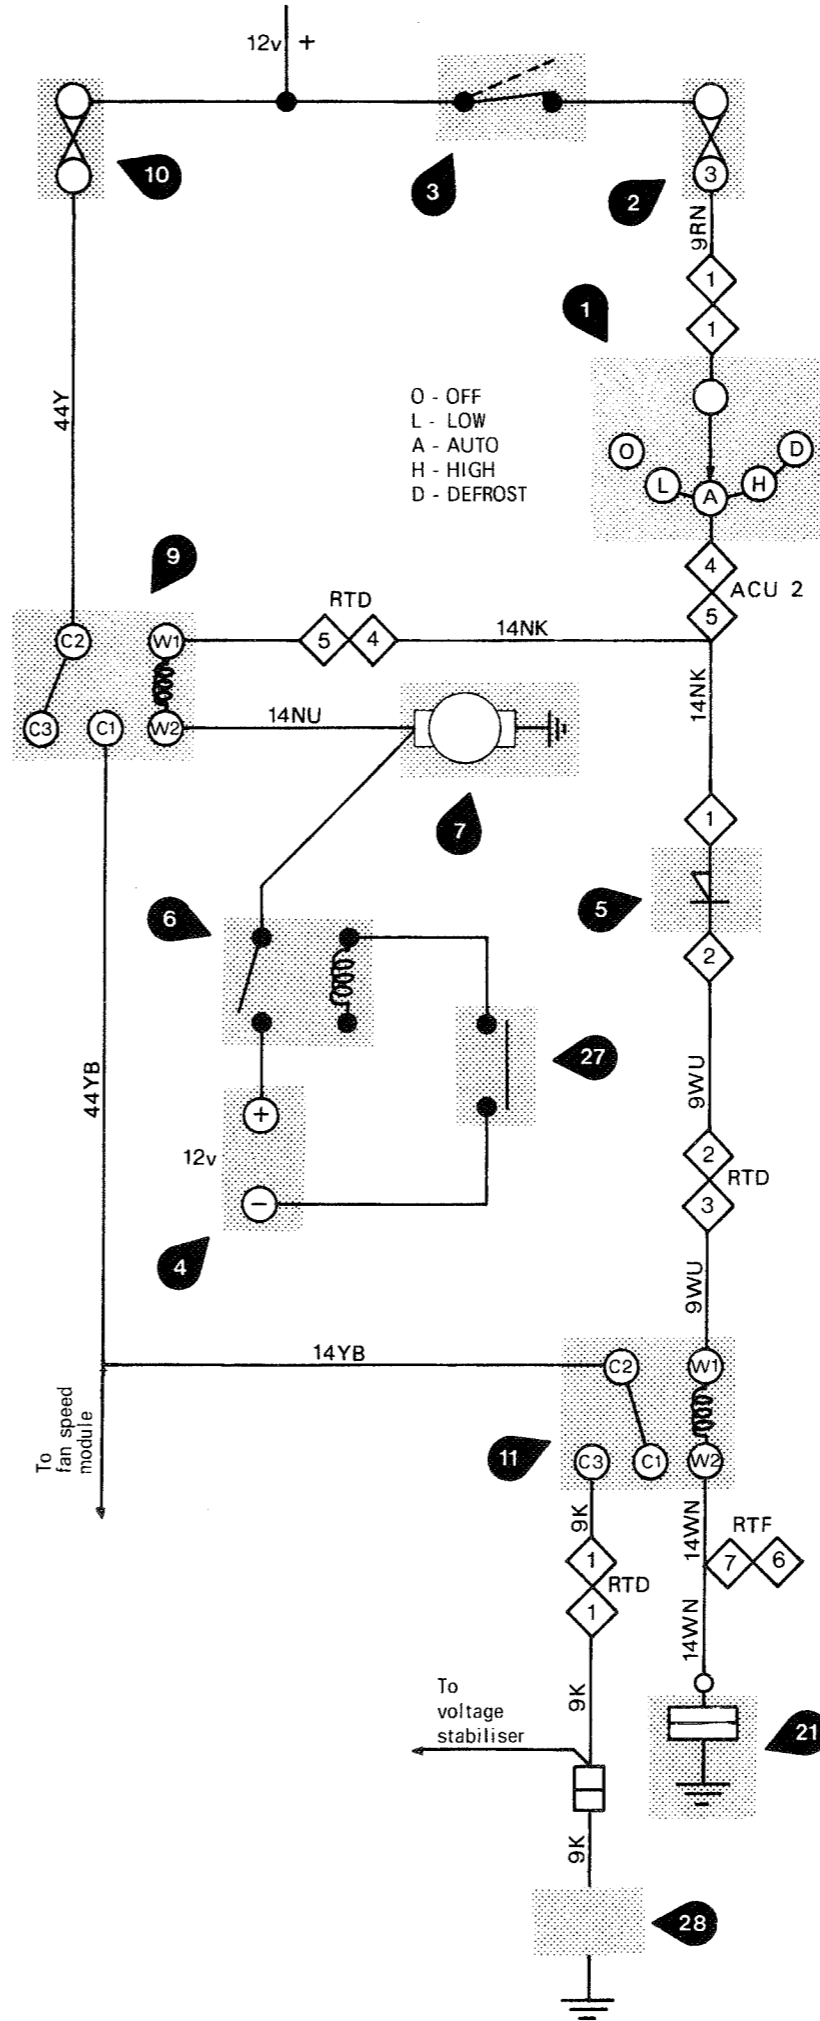 12v +
10
3
3
2
9RN
1
1
1
44Y
O - OFF
L - LOW
A - AUTO
H - HIGH
D - DEFROST
O
L
A
H
D
9
4
ACU 2
5
C2
W1
RTD
5
4
14NK
14NK
C3
C1
W2
14NU
7
1
6
5
2
27
44YB
9WU
+
12v
2
RTD
3
−
4
9WU
14YB
C2
W1
To
fan speed
module
11
C3
C1
W2
9K
14WN
RTF
7
6
1
RTD
1
14WN
9K
To
voltage
stabiliser
21
9K
28